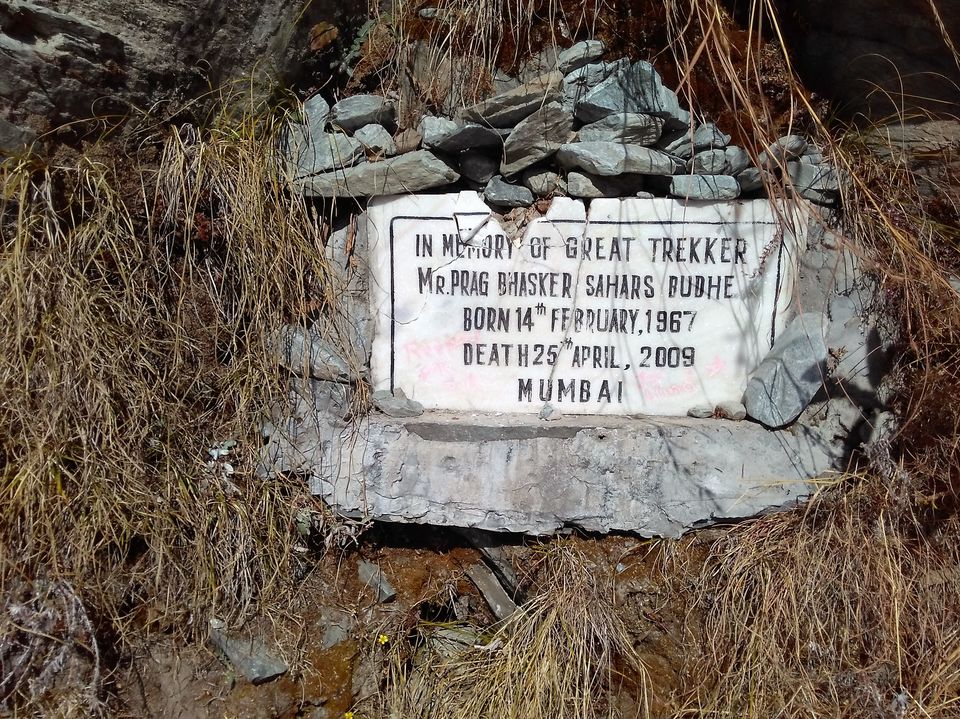 IN MEMORY OF GREAT TREKKER
MR.PRAG BHASKER SAHARS BUDHE
BORN 14th FEBRUARY, 1967
DEATH 25th APRIL, 2009
MUMBAI